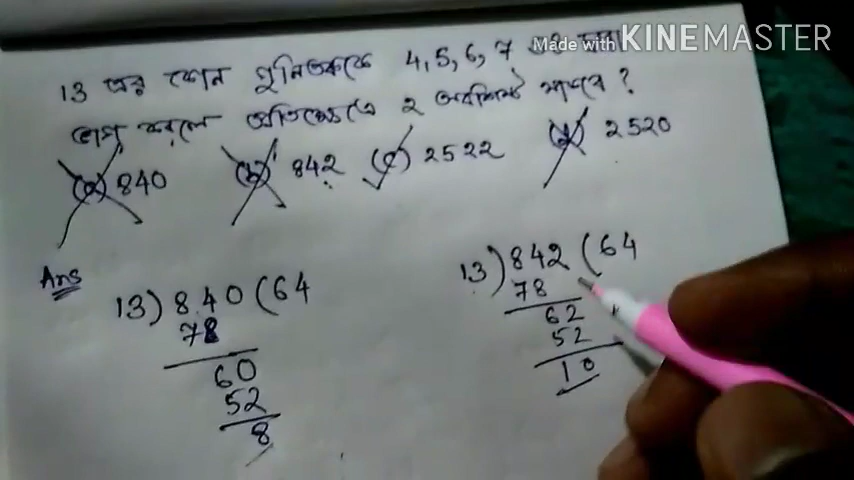 Made with KINEMASTER
13 এর কোন গুনিতককে 4, 5, 6, 7
ভাগ করলে প্রতিক্ষেত্রে ২ অবশিষ্ট থাকবে ?
(a) 840 (b) 842 (c) 2522 (d) 2520
Ans
13) 840 (64
78
60
52
8
13) 842 (64
78
62
52
10